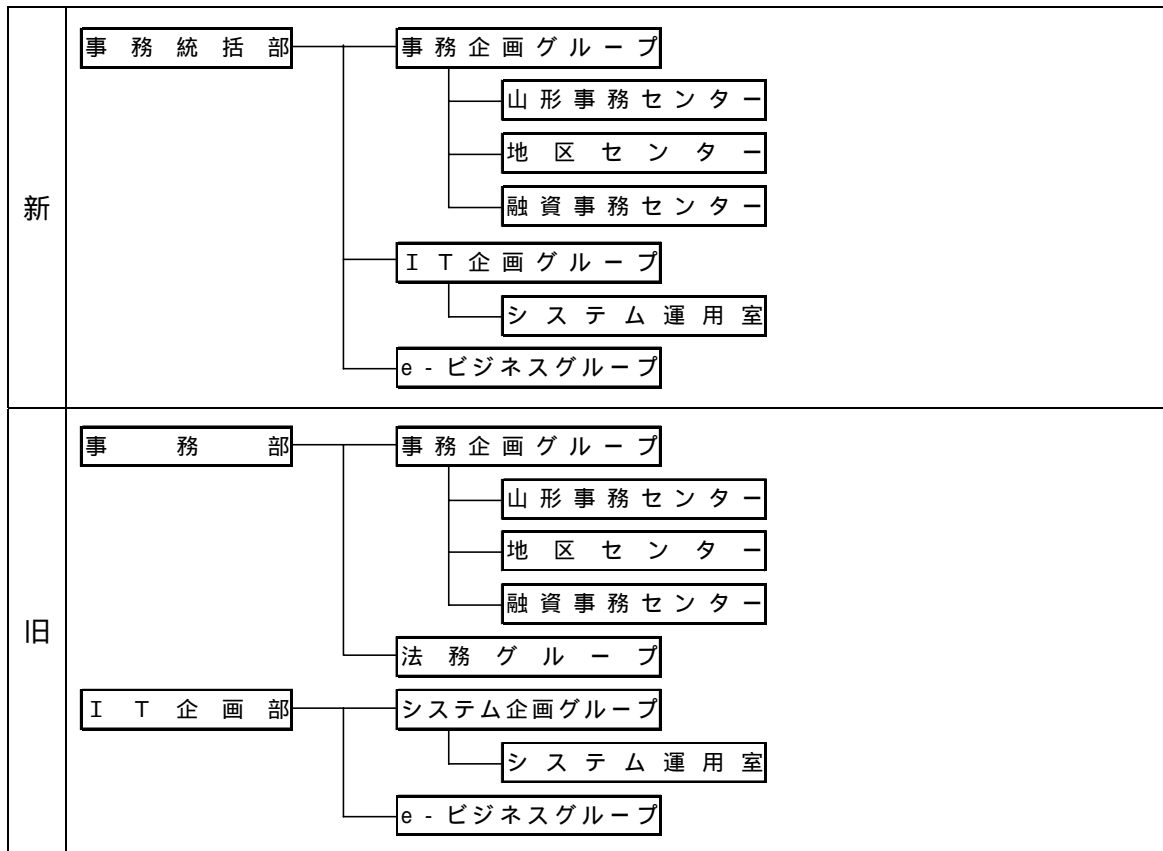 新
事務統括部
事務企画グループ
山形事務センター
地区センター
融資事務センター
ＩＴ企画グループ
システム運用室
e-ビジネスグループ
旧
事務部
事務企画グループ
山形事務センター
地区センター
融資事務センター
法務グループ
ＩＴ企画部
システム企画グループ
システム運用室
e-ビジネスグループ